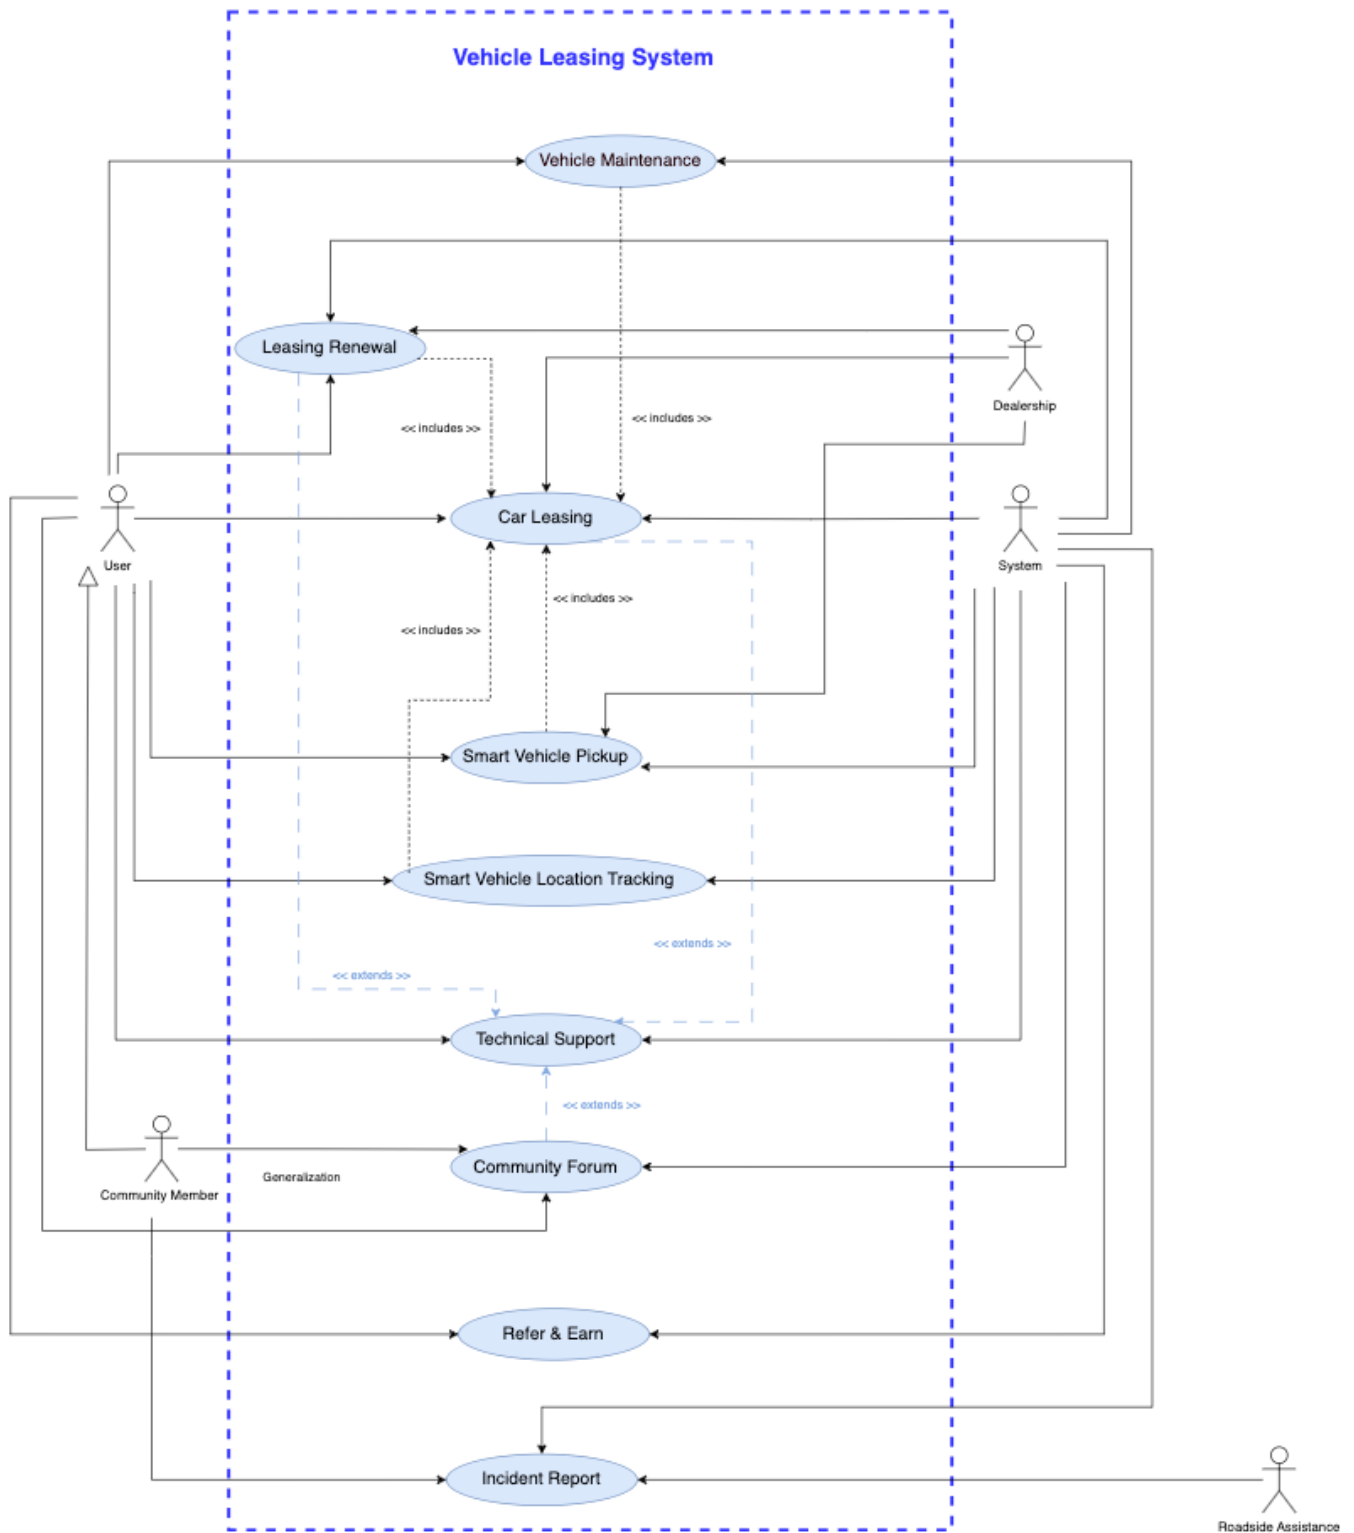 Vehicle Leasing System
Vehicle Maintenance
Leasing Renewal
Dealership
<< includes >>
<< includes >>
Car Leasing
User
System
<< includes >>
<< includes >>
Smart Vehicle Pickup
Smart Vehicle Location Tracking
<< extends >>
<< extends >>
Technical Support
<< extends >>
Community Forum
Generalization
Community Member
Refer & Earn
Incident Report
Roadside Assistance